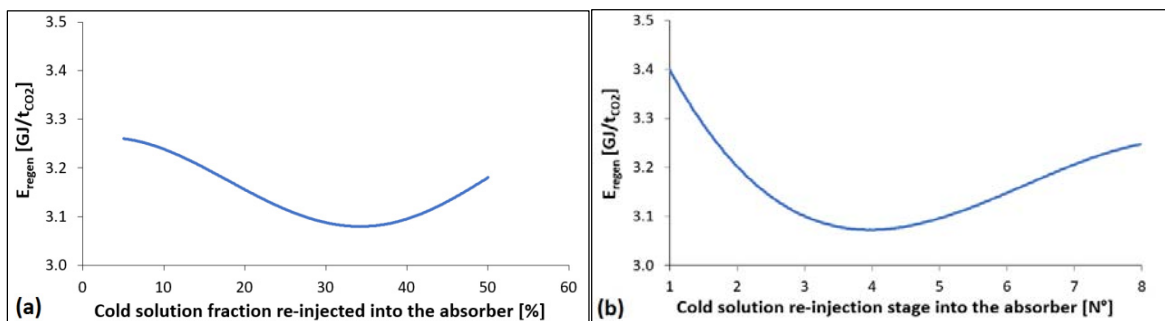 3.5
3.4
3.3
3.2
3.1
3.0
E_regen [GJ/t_CO2]
0 10 20 30 40 50 60
(a)
Cold solution fraction re-injected into the absorber [%]
3.5
3.4
3.3
3.2
3.1
3.0
E_regen [GJ/t_CO2]
1 2 3 4 5 6 7 8
(b)
Cold solution re-injection stage into the absorber [N°]